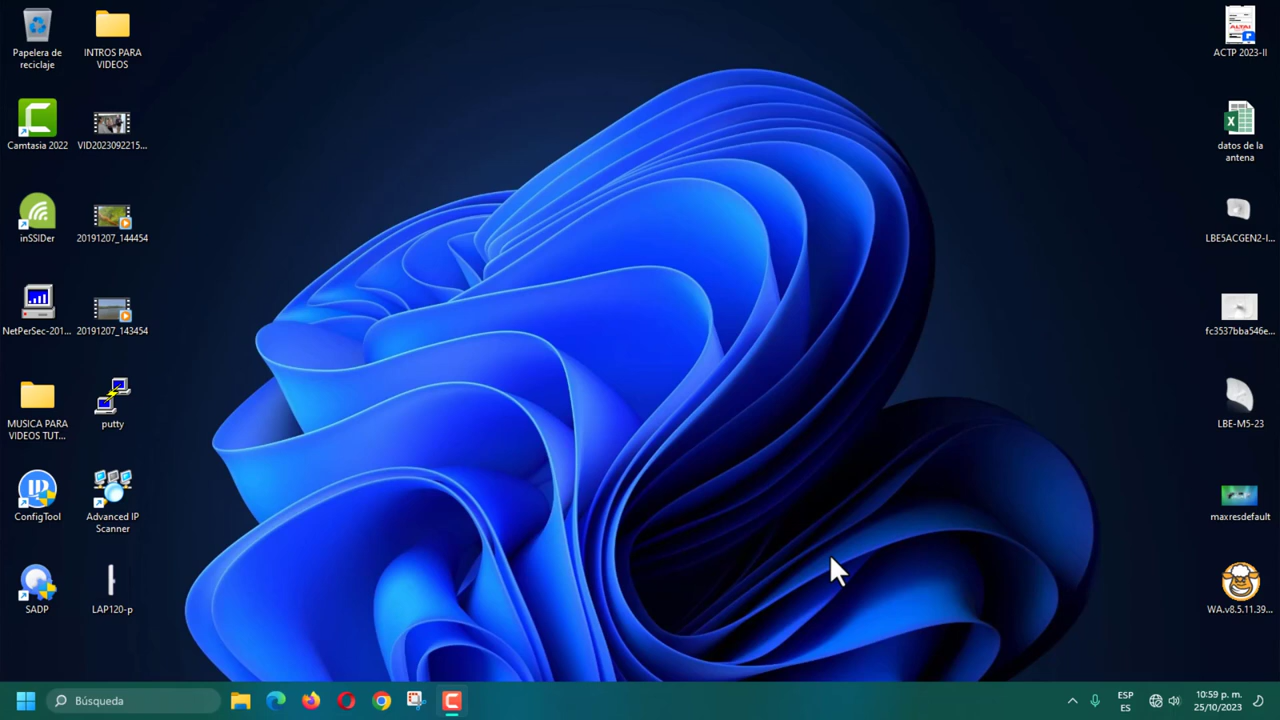 Papelera de
reciclaje
INTROS PARA
VIDEOS
Camtasia 2022
VID2023092215...
inSSIDer
20191207_144454
NetPerSec-201...
20191207_143454
MUSICA PARA
VIDEOS TUT...
putty
IP
ConfigTool
Advanced IP
Scanner
SADP
LAP120-p
ALTAI
ACTP 2023-II
datos de la
antena
LBE5ACGEN2-I...
fc3537bba546e...
LBE-M5-23
maxresdefault
WA.v8.5.11.39...
Búsqueda
ESP
ES
10:59 p. m.
25/10/2023